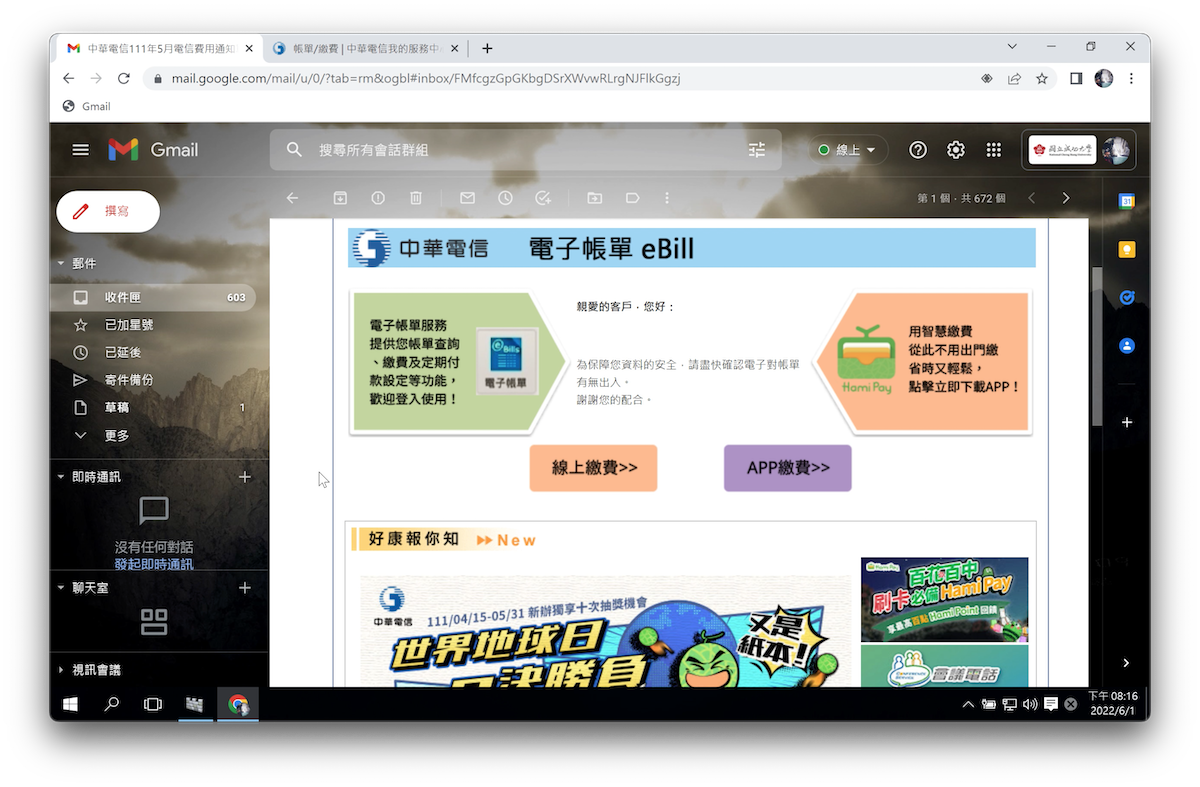 中華電信111年5月電信費用通知
帳單/繳費 | 中華電信我的服務中
mail.google.com/mail/u/0/?tab=rm&ogbl#inbox/FMfcgzGpGKbgDSrXWvwRLrgNJFlkGgzj
Gmail
Gmail
搜尋所有會話群組
線上
國立成功大學
撰寫
第 1 個，共 672 個
31
郵件
收件匣 603
已加星號
已延後
寄件備份
草稿 1
更多
即時通訊
沒有任何對話
發起即時通訊
聊天室
視訊會議
中華電信 電子帳單 eBill
電子帳單服務
提供您帳單查詢
、繳費及定期付
款設定等功能，
歡迎登入使用！
eBills
電子帳單
親愛的客戶，您好：
為保障您資料的安全，請盡快確認電子對帳單
有無出入。
謝謝您的配合。
Hami Pay
用智慧繳費
從此不用出門繳
省時又輕鬆，
點擊立即下載APP！
線上繳費>>
APP繳費>>
好康報你知 New
中華電信
111/04/15-05/31 新辦獨享十次抽獎機會
世界地球日
一決勝負
又是
紙本!
Hami Pay
百花百中
刷卡必備Hami Pay
享最高百點 Hami Point 回饋
會議電話
下午 08:16
2022/6/1